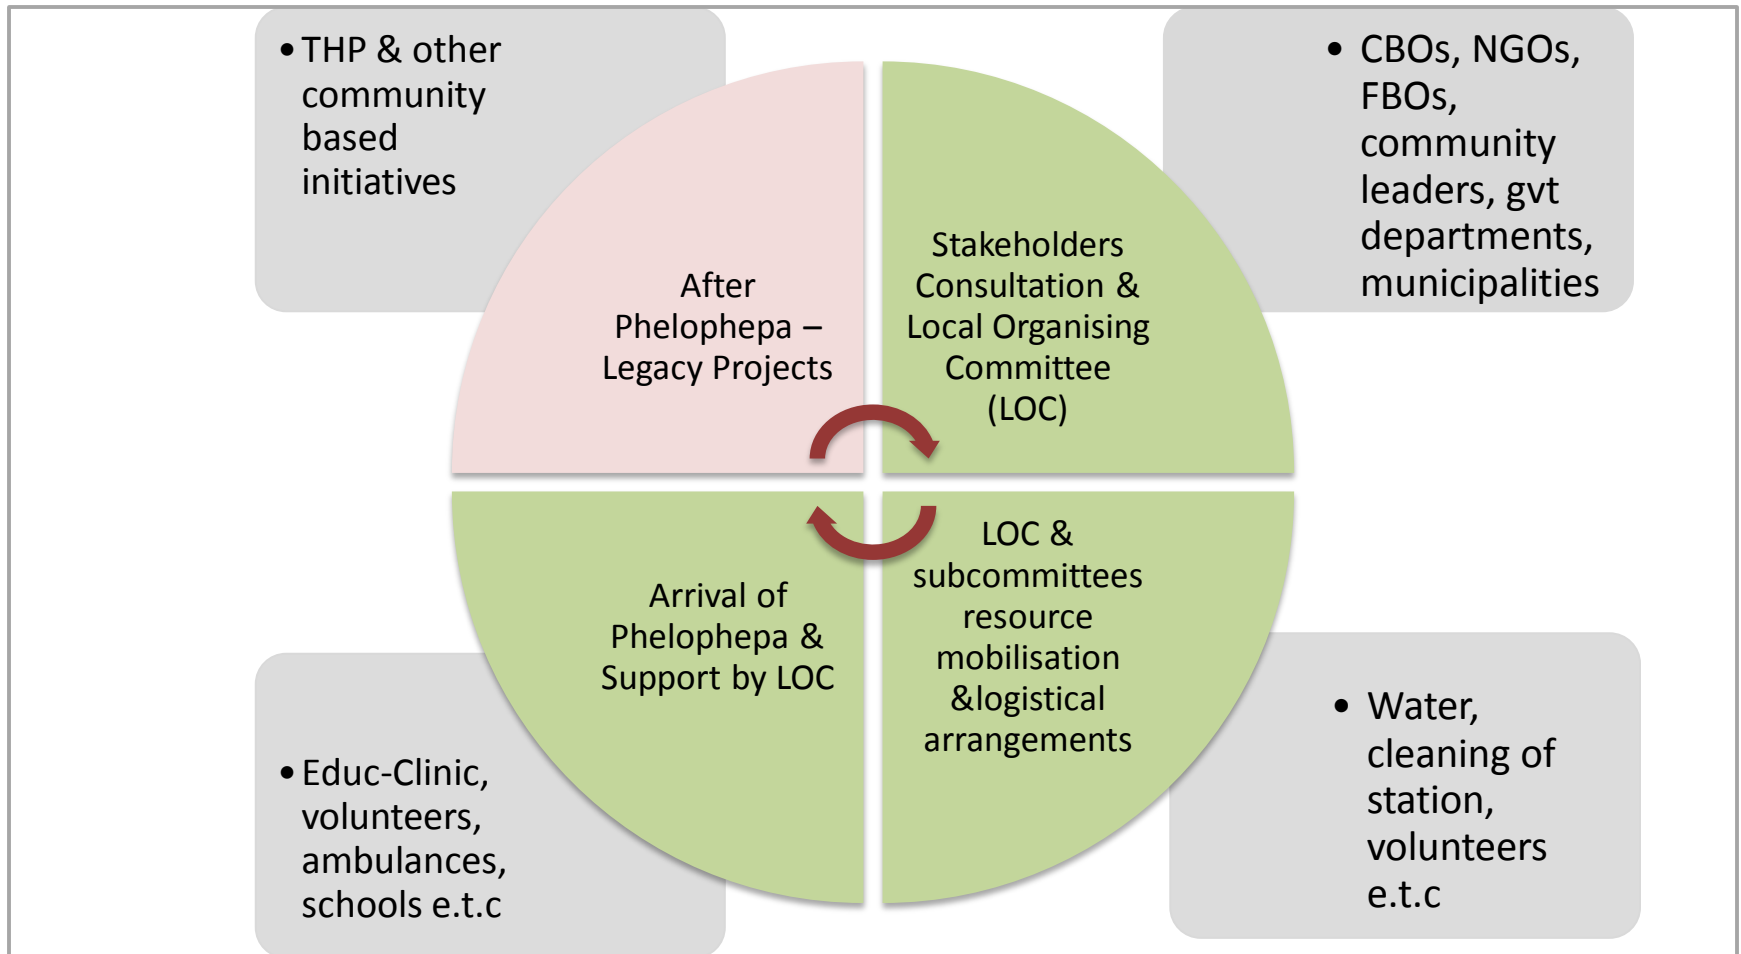 • THP & other
community
based
initiatives
• CBOs, NGOs,
FBOs,
community
leaders, gvt
departments,
municipalities
After
Phelophepa –
Legacy Projects
Stakeholders
Consultation &
Local Organising
Committee
(LOC)
Arrival of
Phelophepa &
Support by LOC
LOC &
subcommittees
resource
mobilisation
&logistical
arrangements
• Educ-Clinic,
volunteers,
ambulances,
schools e.t.c
• Water,
cleaning of
station,
volunteers
e.t.c